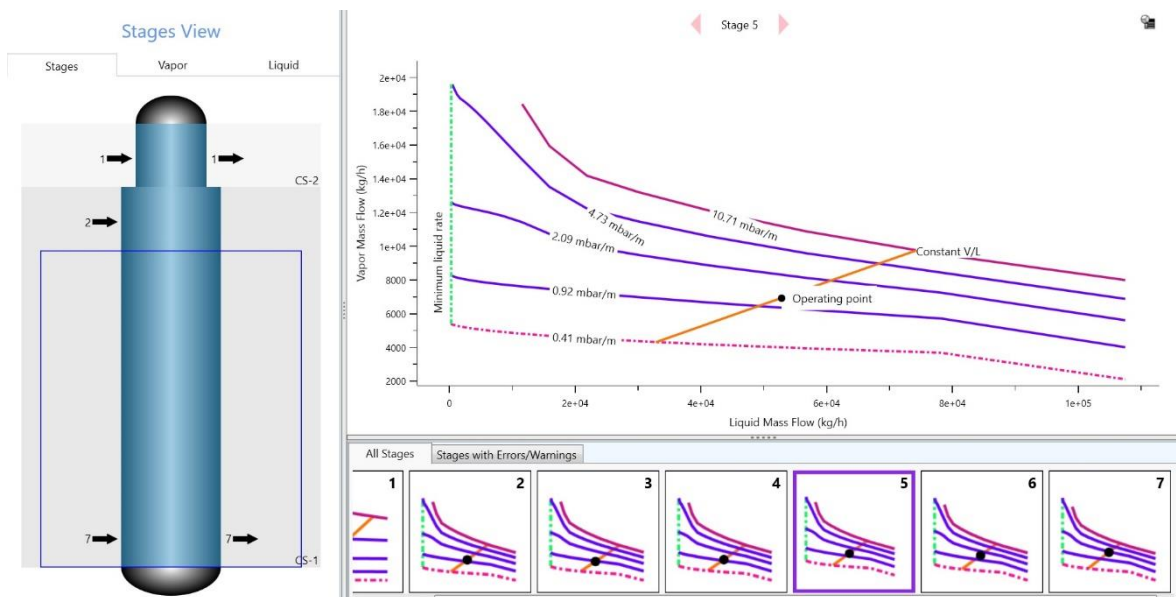 Stages View
Stages Vapor Liquid
1 1
CS-2
2
7 7
CS-1
Stage 5
Vapor Mass Flow (kg/h)
2e+04
1.8e+04
1.6e+04
1.4e+04
1.2e+04
1e+04
8000
6000
4000
2000
Minimum liquid rate
10.71 mbar/m
4.73 mbar/m
2.09 mbar/m
Constant V/L
0.92 mbar/m
Operating point
0.41 mbar/m
0 2e+04 4e+04 6e+04 8e+04 1e+05
Liquid Mass Flow (kg/h)
All Stages Stages with Errors/Warnings
1 2 3 4 5 6 7